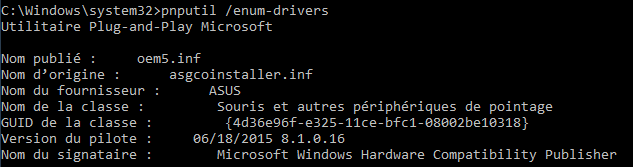 C:\Windows\system32>pnputil /enum-drivers
Utilitaire Plug-and-Play Microsoft
Nom publié : oem5.inf
Nom d’origine : asgcoinstaller.inf
Nom du fournisseur : ASUS
Nom de la classe : Souris et autres périphériques de pointage
GUID de la classe : {4d36e96f-e325-11ce-bfc1-08002be10318}
Version du pilote : 06/18/2015 8.1.0.16
Nom du signataire : Microsoft Windows Hardware Compatibility Publisher